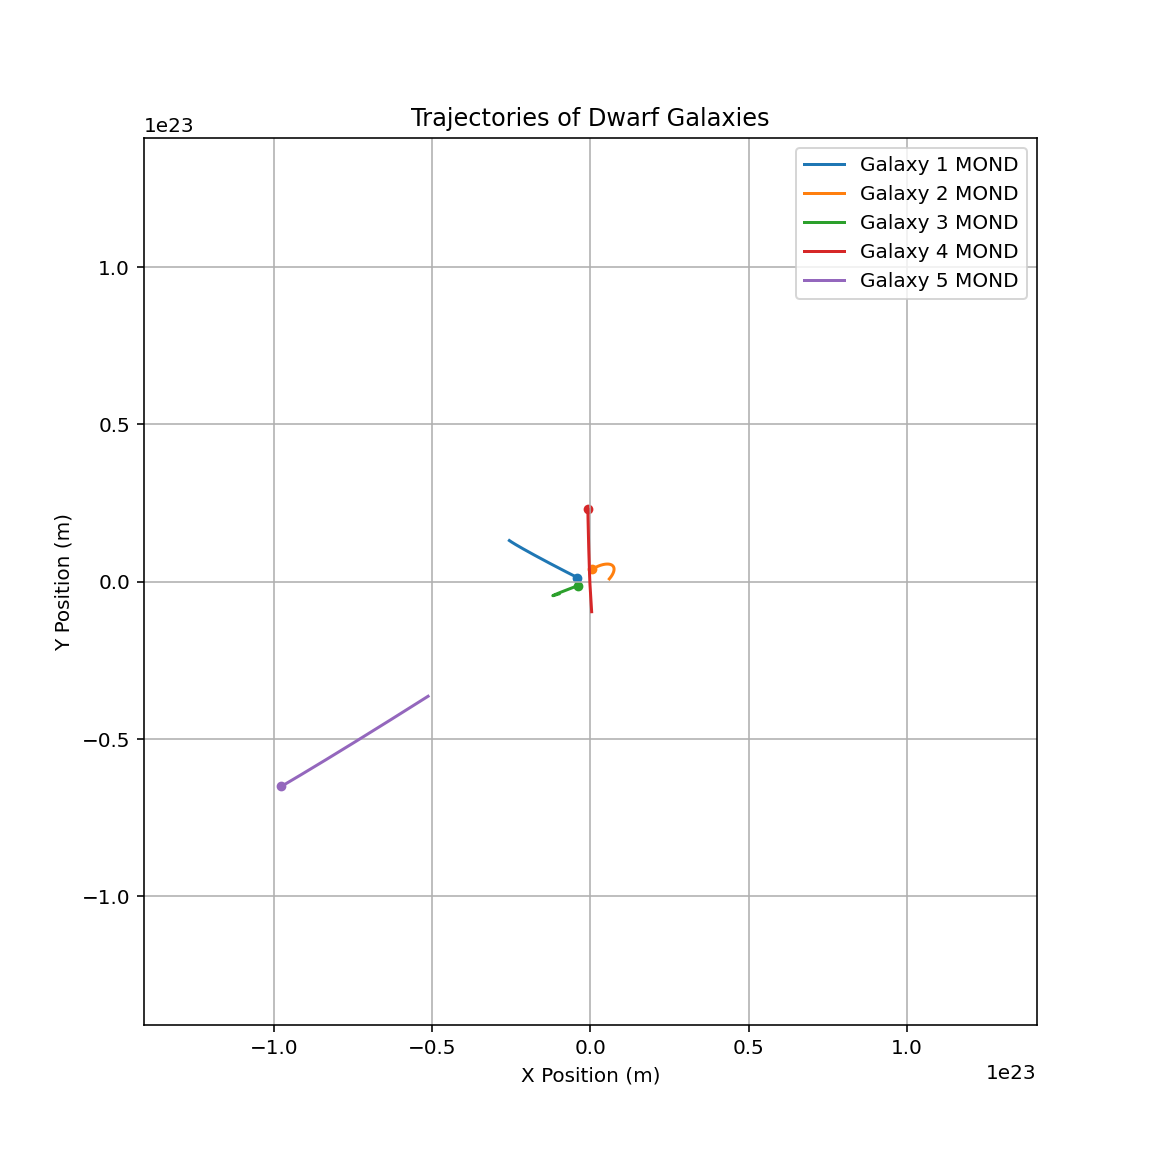 Trajectories of Dwarf Galaxies
1e23
Galaxy 1 MOND
Galaxy 2 MOND
Galaxy 3 MOND
Galaxy 4 MOND
Galaxy 5 MOND
1.0
0.5
0.0
−0.5
−1.0
Y Position (m)
−1.0 −0.5 0.0 0.5 1.0
X Position (m)
1e23